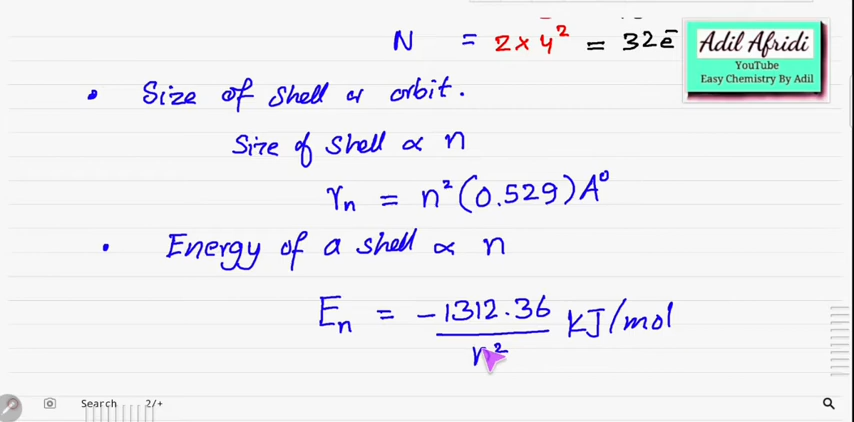 N = 2 × 4² = 32ē
Adil Afridi
YouTube
Easy Chemistry By Adil
• Size of shell or orbit.
Size of shell ∝ n
rₙ = n² (0.529) A⁰
• Energy of a shell ∝ n
Eₙ = -1312.36 / n² KJ/mol
Search 2/+